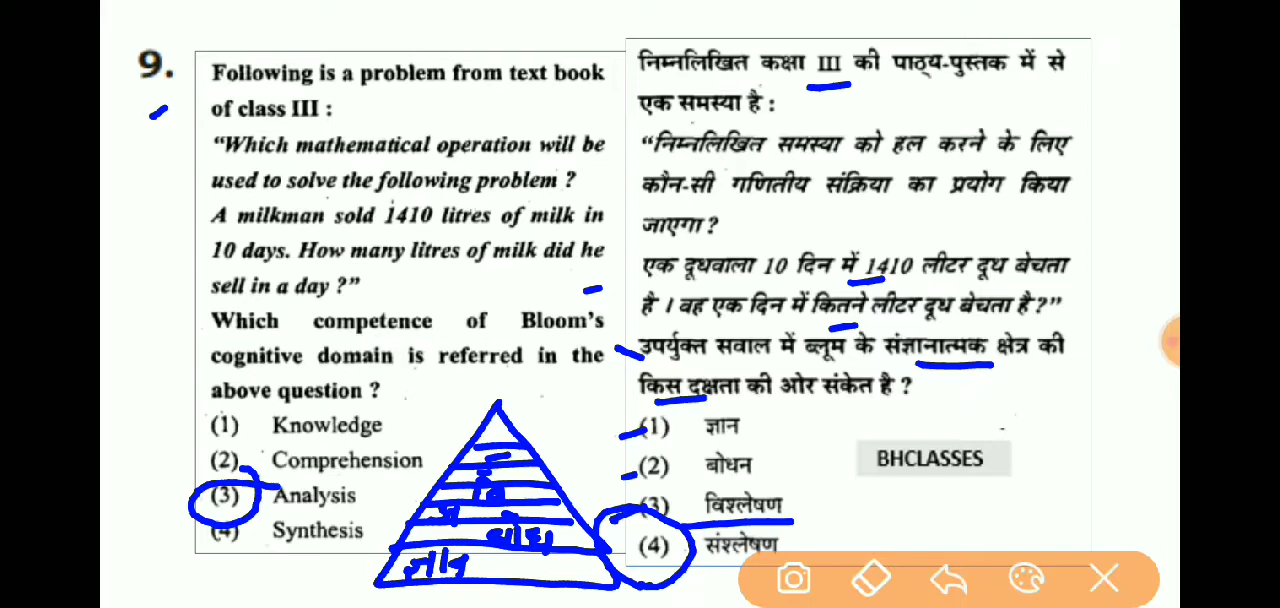 9.
Following is a problem from text book
of class III :
“Which mathematical operation will be
used to solve the following problem ?
A milkman sold 1410 litres of milk in
10 days. How many litres of milk did he
sell in a day ?”
Which competence of Bloom’s
cognitive domain is referred in the
above question ?
(1) Knowledge
(2) Comprehension
(3) Analysis
(4) Synthesis
निम्नलिखित कक्षा III की पाठ्य-पुस्तक में से
एक समस्या है :
“निम्नलिखित समस्या को हल करने के लिए
कौन-सी गणितीय संक्रिया का प्रयोग किया
जाएगा ?
एक दूधवाला 10 दिन में 1410 लीटर दूध बेचता
है । वह एक दिन में कितने लीटर दूध बेचता है ?”
उपर्युक्त सवाल में ब्लूम के संज्ञानात्मक क्षेत्र की
किस दक्षता की ओर संकेत है ?
(1) ज्ञान
(2) बोधन
(3) विश्लेषण
(4) संश्लेषण
BHCLASSES
वि
बोध
ज्ञान